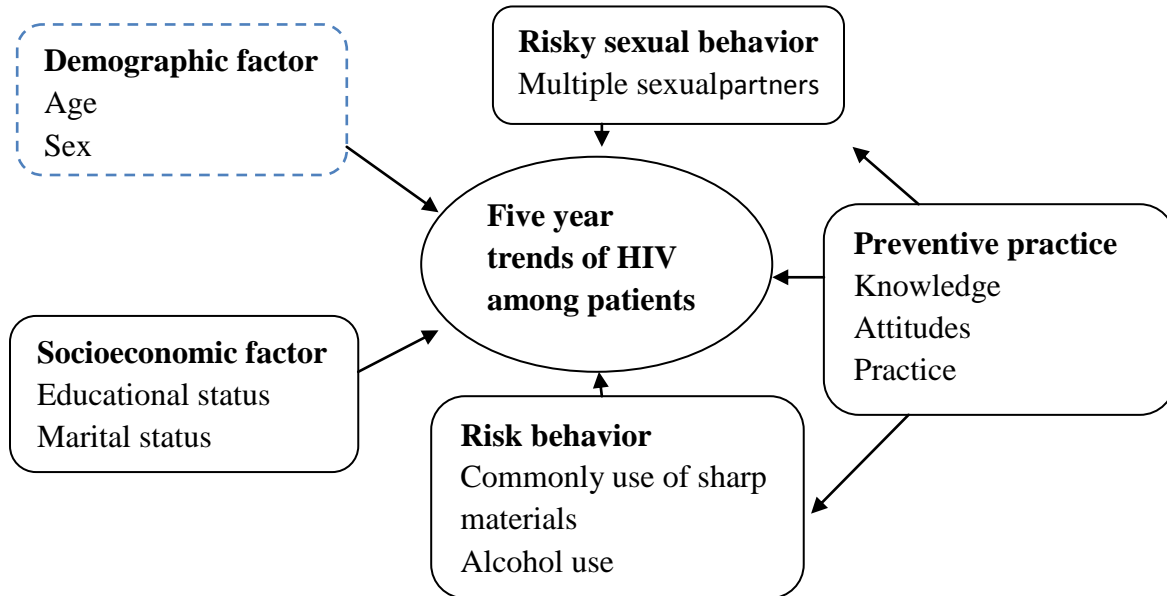 Demographic factor
Age
Sex
Risky sexual behavior
Multiple sexualpartners
Five year
trends of HIV
among patients
Preventive practice
Knowledge
Attitudes
Practice
Socioeconomic factor
Educational status
Marital status
Risk behavior
Commonly use of sharp
materials
Alcohol use